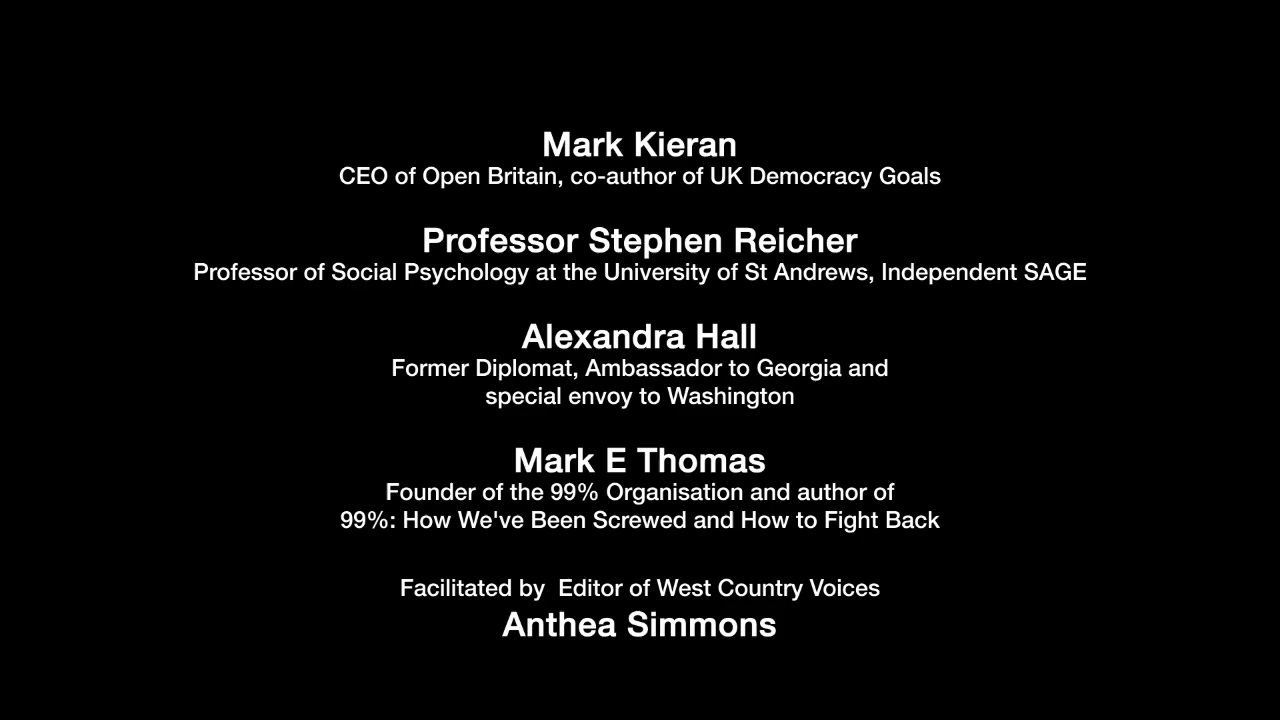 Mark Kieran
CEO of Open Britain, co-author of UK Democracy Goals
Professor Stephen Reicher
Professor of Social Psychology at the University of St Andrews, Independent SAGE
Alexandra Hall
Former Diplomat, Ambassador to Georgia and
special envoy to Washington
Mark E Thomas
Founder of the 99% Organisation and author of
99%: How We've Been Screwed and How to Fight Back
Facilitated by  Editor of West Country Voices
Anthea Simmons